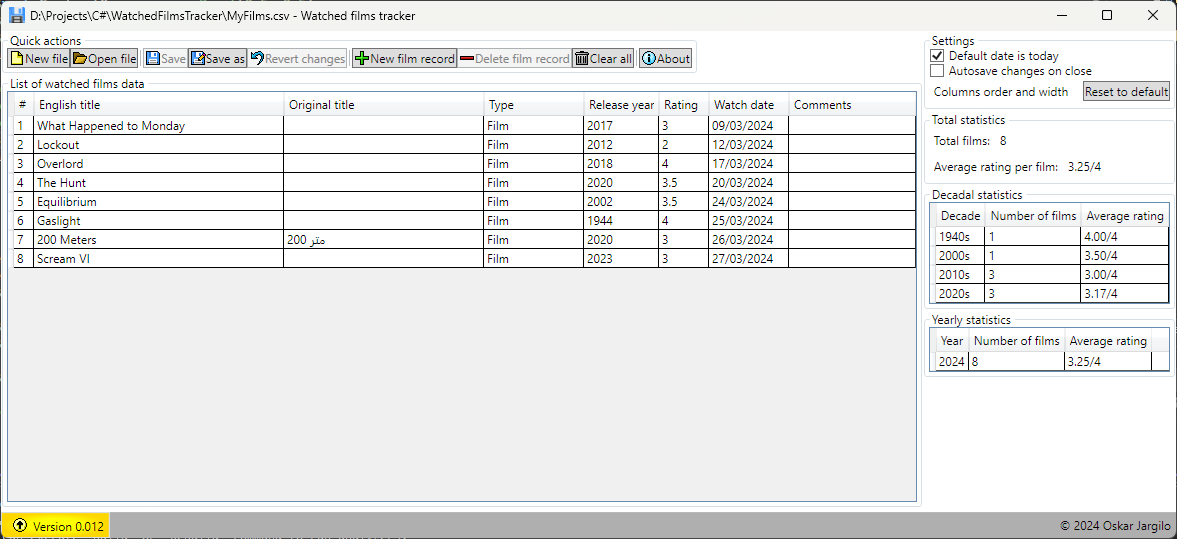 D:\Projects\C#\WatchedFilmsTracker\MyFilms.csv - Watched films tracker
Quick actions
New file Open file Save Save as Revert changes New film record Delete film record Clear all About
List of watched films data
# English title Original title Type Release year Rating Watch date Comments
1 What Happened to Monday Film 2017 3 09/03/2024
2 Lockout Film 2012 2 12/03/2024
3 Overlord Film 2018 4 17/03/2024
4 The Hunt Film 2020 3.5 20/03/2024
5 Equilibrium Film 2002 3.5 24/03/2024
6 Gaslight Film 1944 4 25/03/2024
7 200 Meters 200 متر Film 2020 3 26/03/2024
8 Scream VI Film 2023 3 27/03/2024
Settings
Default date is today
Autosave changes on close
Columns order and width Reset to default
Total statistics
Total films: 8
Average rating per film: 3.25/4
Decadal statistics
Decade Number of films Average rating
1940s 1 4.00/4
2000s 1 3.50/4
2010s 3 3.00/4
2020s 3 3.17/4
Yearly statistics
Year Number of films Average rating
2024 8 3.25/4
Version 0.012
© 2024 Oskar Jargilo